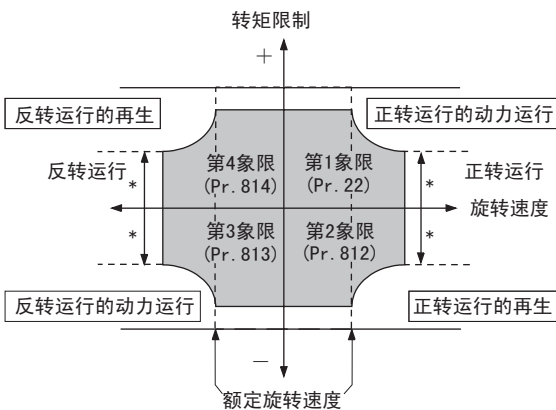 转矩限制
+
反转运行的再生
正转运行的动力运行
反转运行
第4象限
(Pr.814)
第1象限
(Pr.22)
正转运行
*
*
旋转速度
*
*
第3象限
(Pr.813)
第2象限
(Pr.812)
反转运行的动力运行
正转运行的再生
−
额定旋转速度